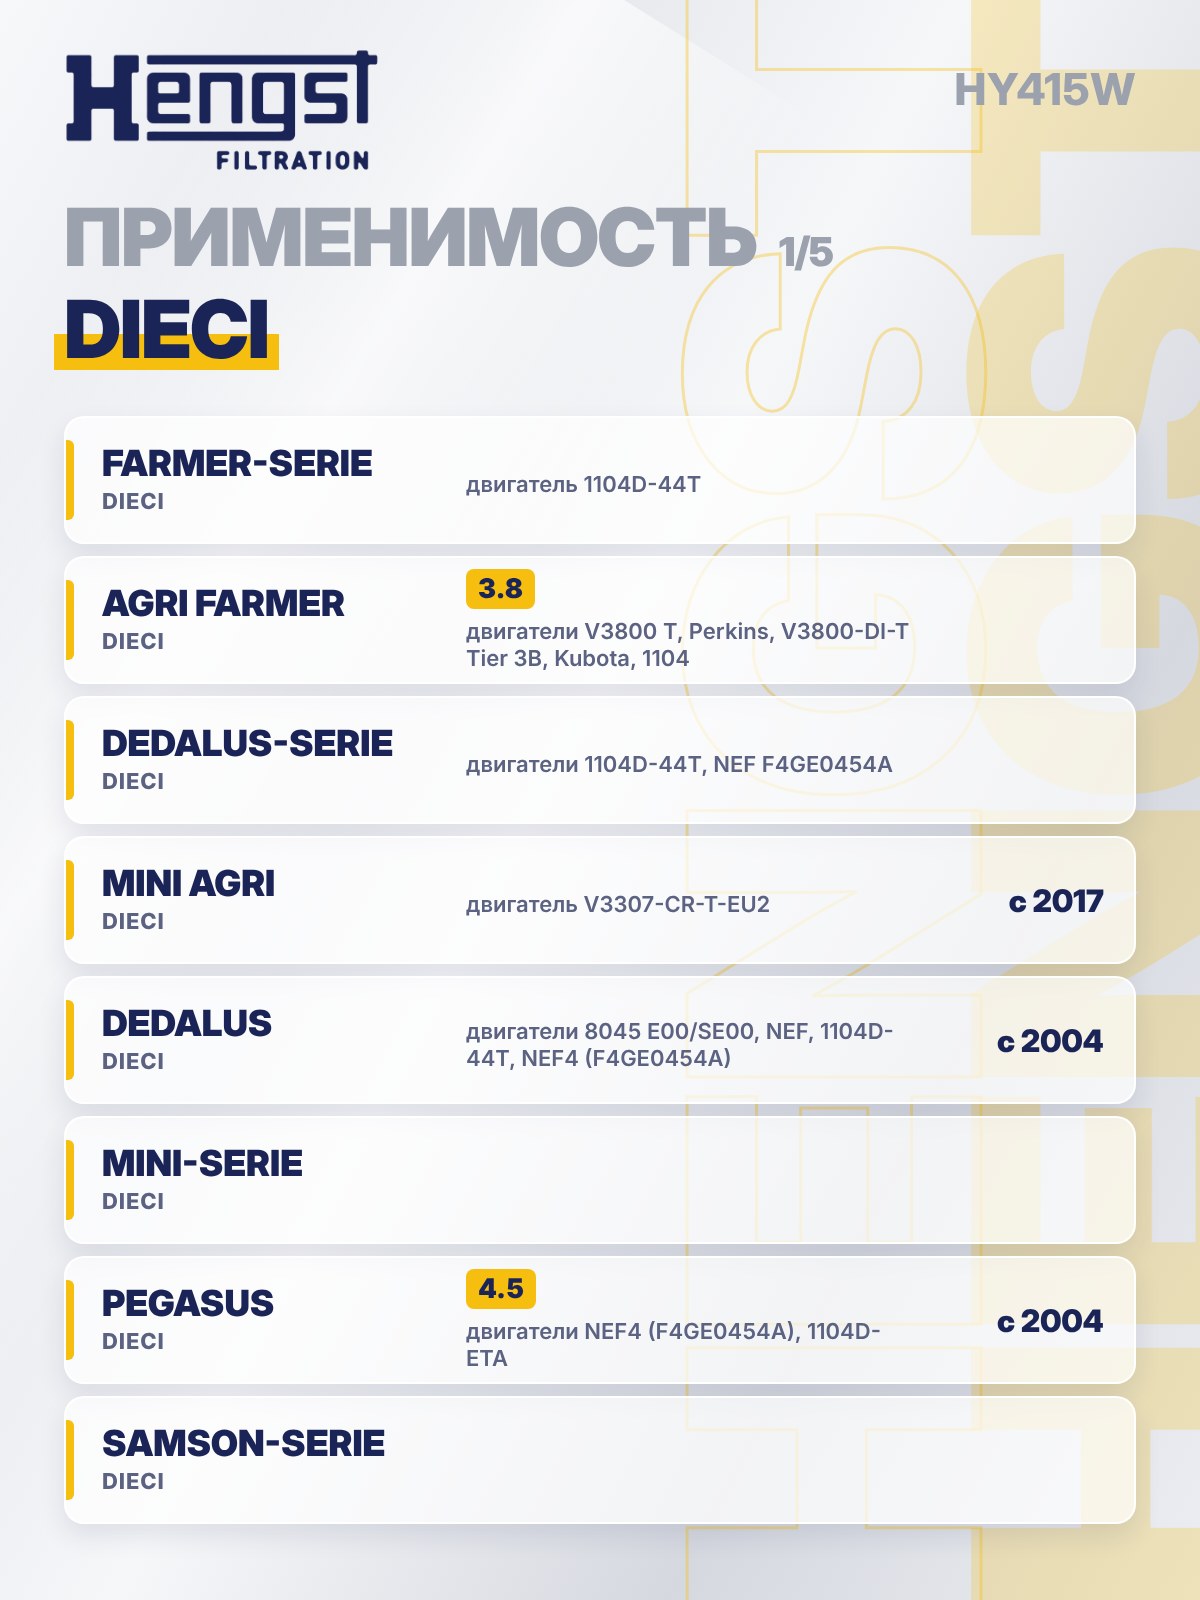 Hengst
FILTRATION
HY415W
ПРИМЕНИМОСТЬ 1/5
DIECI
FARMER-SERIE
DIECI
двигатель 1104D-44T
AGRI FARMER
DIECI
3.8
двигатели V3800 T, Perkins, V3800-DI-T
Tier 3B, Kubota, 1104
DEDALUS-SERIE
DIECI
двигатели 1104D-44T, NEF F4GE0454A
MINI AGRI
DIECI
двигатель V3307-CR-T-EU2
с 2017
DEDALUS
DIECI
двигатели 8045 E00/SE00, NEF, 1104D-
44T, NEF4 (F4GE0454A)
с 2004
MINI-SERIE
DIECI
PEGASUS
DIECI
4.5
двигатели NEF4 (F4GE0454A), 1104D-
ETA
с 2004
SAMSON-SERIE
DIECI
HENGST
HENGST